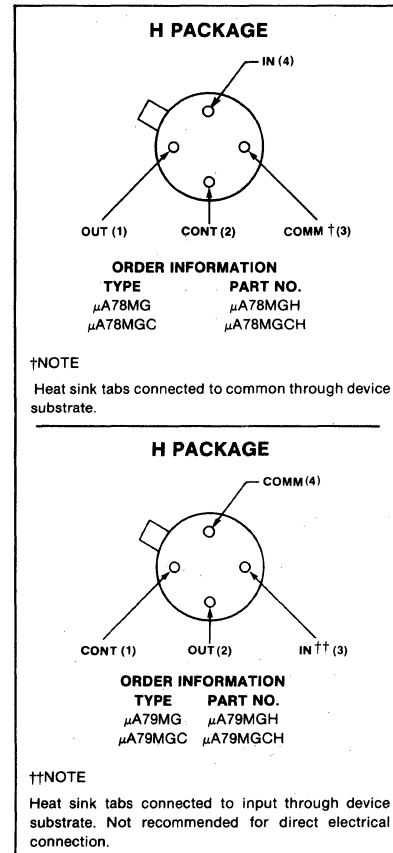 H PACKAGE
IN (4)
OUT (1) CONT (2) COMM † (3)
ORDER INFORMATION
TYPE PART NO.
μA78MG μA78MGH
μA78MGC μA78MGCH
†NOTE
Heat sink tabs connected to common through device
substrate.
H PACKAGE
COMM (4)
CONT (1) OUT (2) IN †† (3)
ORDER INFORMATION
TYPE PART NO.
μA79MG μA79MGH
μA79MGC μA79MGCH
††NOTE
Heat sink tabs connected to input through device
substrate. Not recommended for direct electrical
connection.